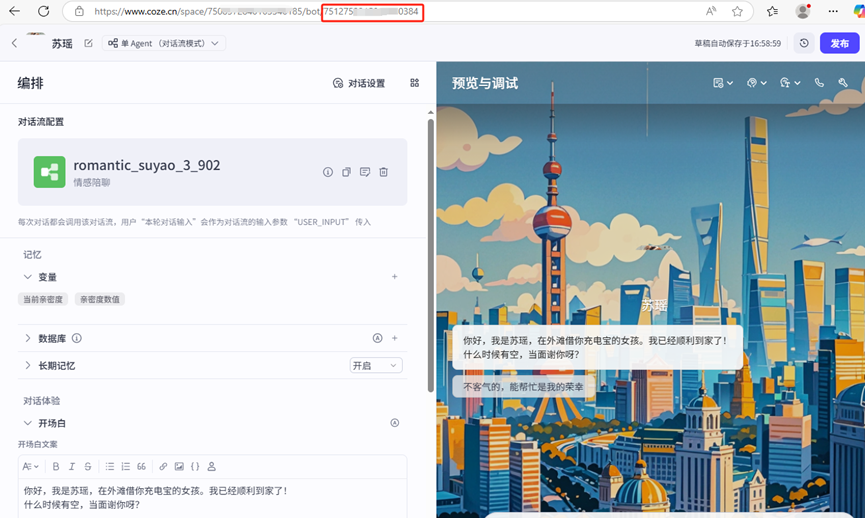 https://www.coze.cn/space/
/bot/
0384
苏瑶
单 Agent（对话流模式）
草稿自动保存于16:58:59
发布
编排
对话设置
预览与调试
对话流配置
romantic_suyao_3_902
情感陪聊
每次对话都会调用该对话流，用户“本轮对话输入”会作为对话流的输入参数 “USER_INPUT” 传入
记忆
变量
当前亲密度
亲密度数值
数据库
长期记忆
开启
对话体验
开场白
开场白文案
B I S 66
你好，我是苏瑶，在外滩借你充电宝的女孩。我已经顺利到家了！
什么时候有空，当面谢你呀？
苏瑶
你好，我是苏瑶，在外滩借你充电宝的女孩。我已经顺利到家了！
什么时候有空，当面谢你呀？
不客气的，能帮忙是我的荣幸